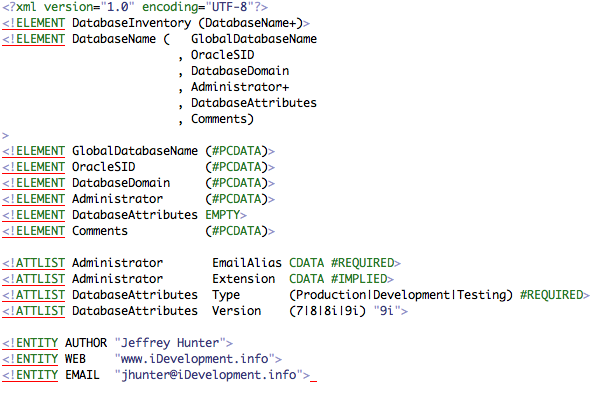 <?xml version="1.0" encoding="UTF-8"?>
<!ELEMENT DatabaseInventory (DatabaseName+)>
<!ELEMENT DatabaseName (   GlobalDatabaseName
                         , OracleSID
                         , DatabaseDomain
                         , Administrator+
                         , DatabaseAttributes
                         , Comments)
>
<!ELEMENT GlobalDatabaseName (#PCDATA)>
<!ELEMENT OracleSID          (#PCDATA)>
<!ELEMENT DatabaseDomain     (#PCDATA)>
<!ELEMENT Administrator      (#PCDATA)>
<!ELEMENT DatabaseAttributes EMPTY>
<!ELEMENT Comments           (#PCDATA)>
<!ATTLIST Administrator       EmailAlias CDATA #REQUIRED>
<!ATTLIST Administrator       Extension  CDATA #IMPLIED>
<!ATTLIST DatabaseAttributes  Type       (Production|Development|Testing) #REQUIRED>
<!ATTLIST DatabaseAttributes  Version    (7|8|8i|9i) "9i">
<!ENTITY AUTHOR "Jeffrey Hunter">
<!ENTITY WEB    "www.iDevelopment.info">
<!ENTITY EMAIL  "jhunter@iDevelopment.info">_